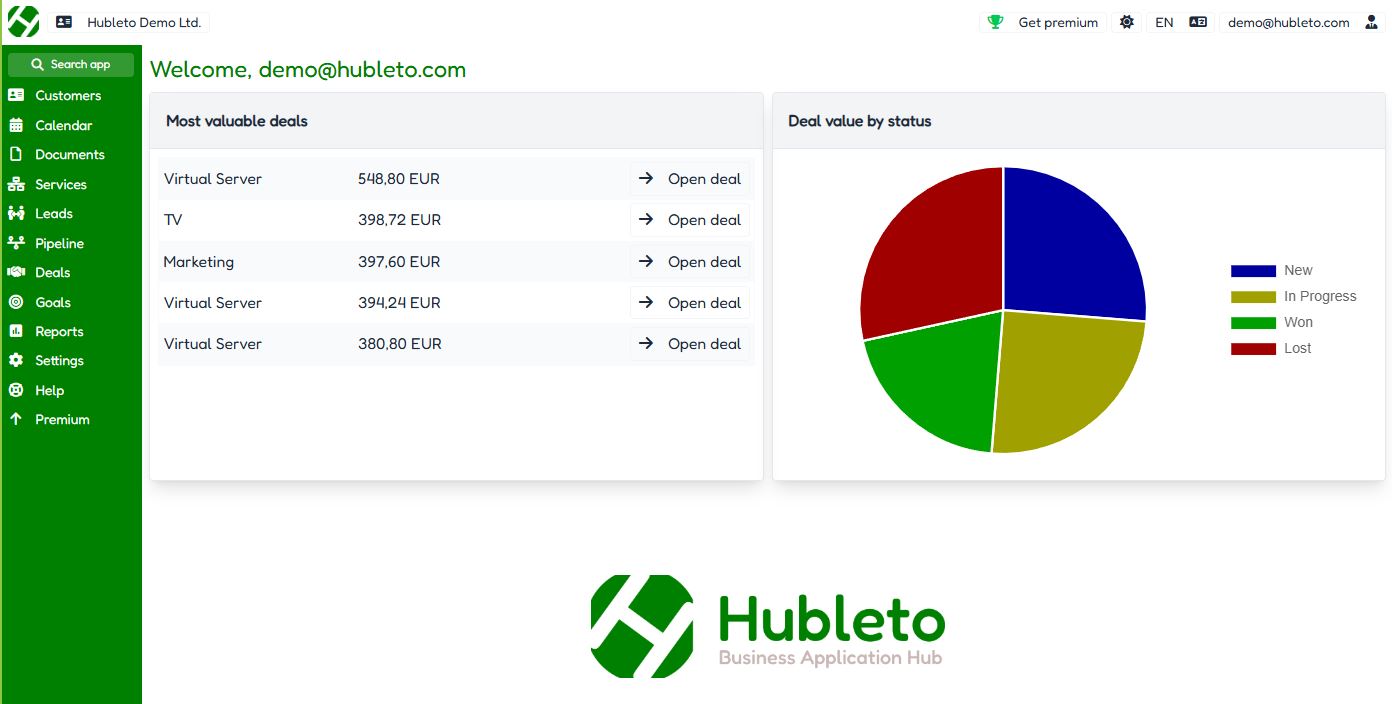 Hubleto Demo Ltd.
Get premium
EN
demo@hubleto.com
Search app
Customers
Calendar
Documents
Services
Leads
Pipeline
Deals
Goals
Reports
Settings
Help
Premium
Welcome, demo@hubleto.com
Most valuable deals
Virtual Server 548,80 EUR Open deal
TV 398,72 EUR Open deal
Marketing 397,60 EUR Open deal
Virtual Server 394,24 EUR Open deal
Virtual Server 380,80 EUR Open deal
Deal value by status
New
In Progress
Won
Lost
Hubleto
Business Application Hub